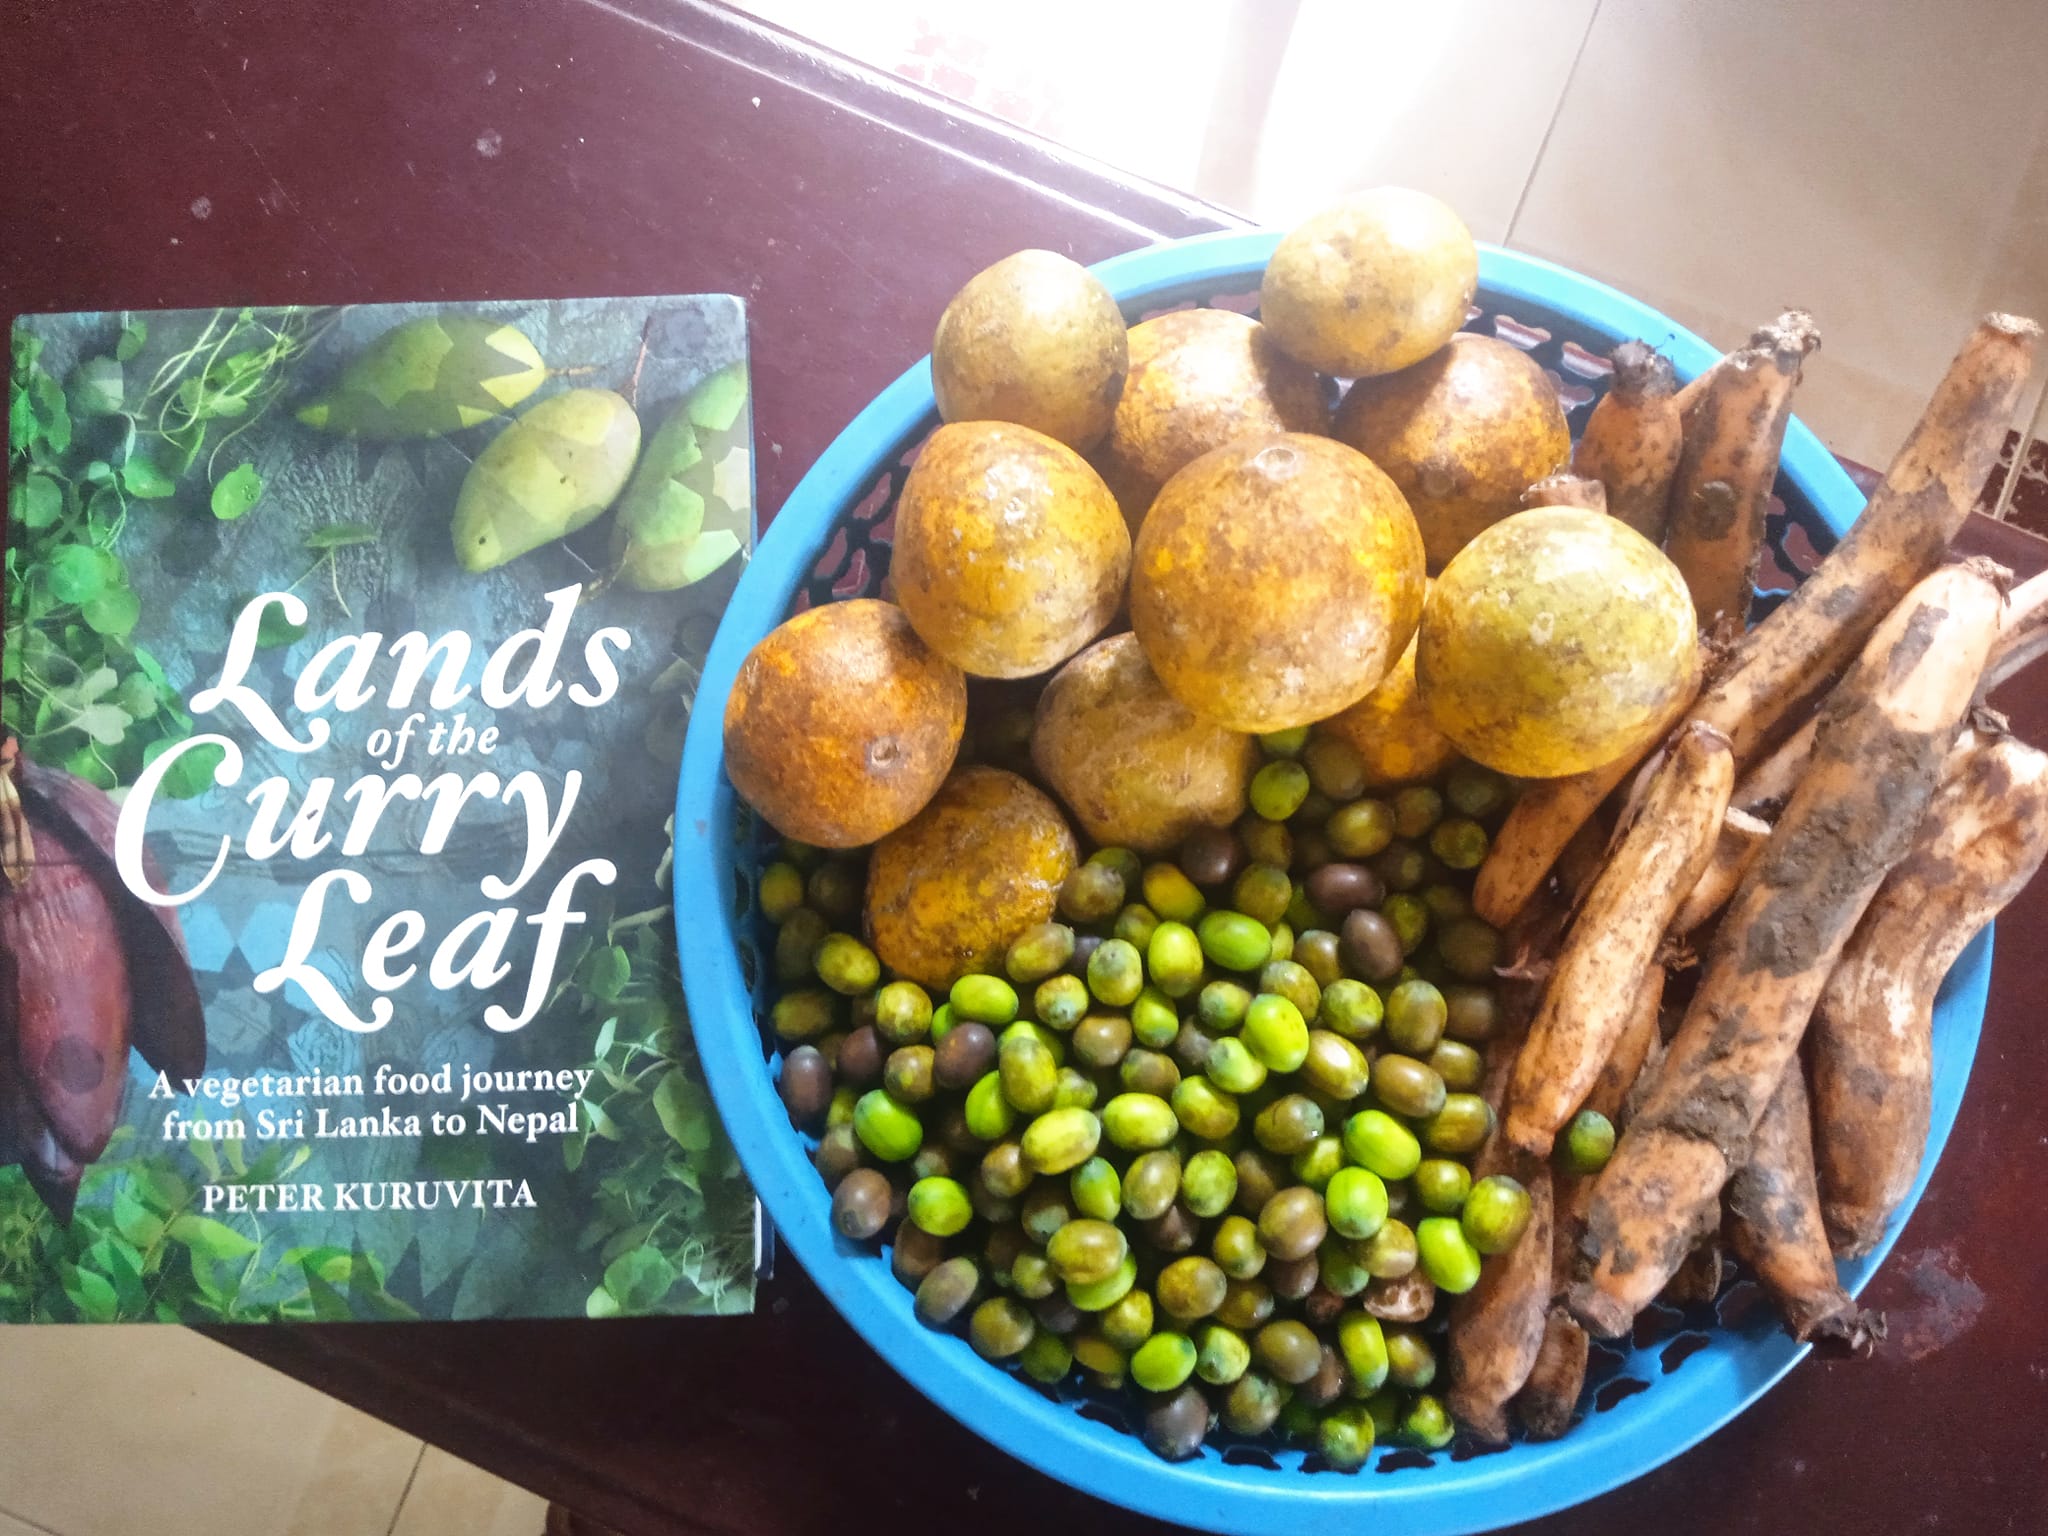 Lands
of the
Curry
Leaf
A vegetarian food journey
from Sri Lanka to Nepal
PETER KURUVITA